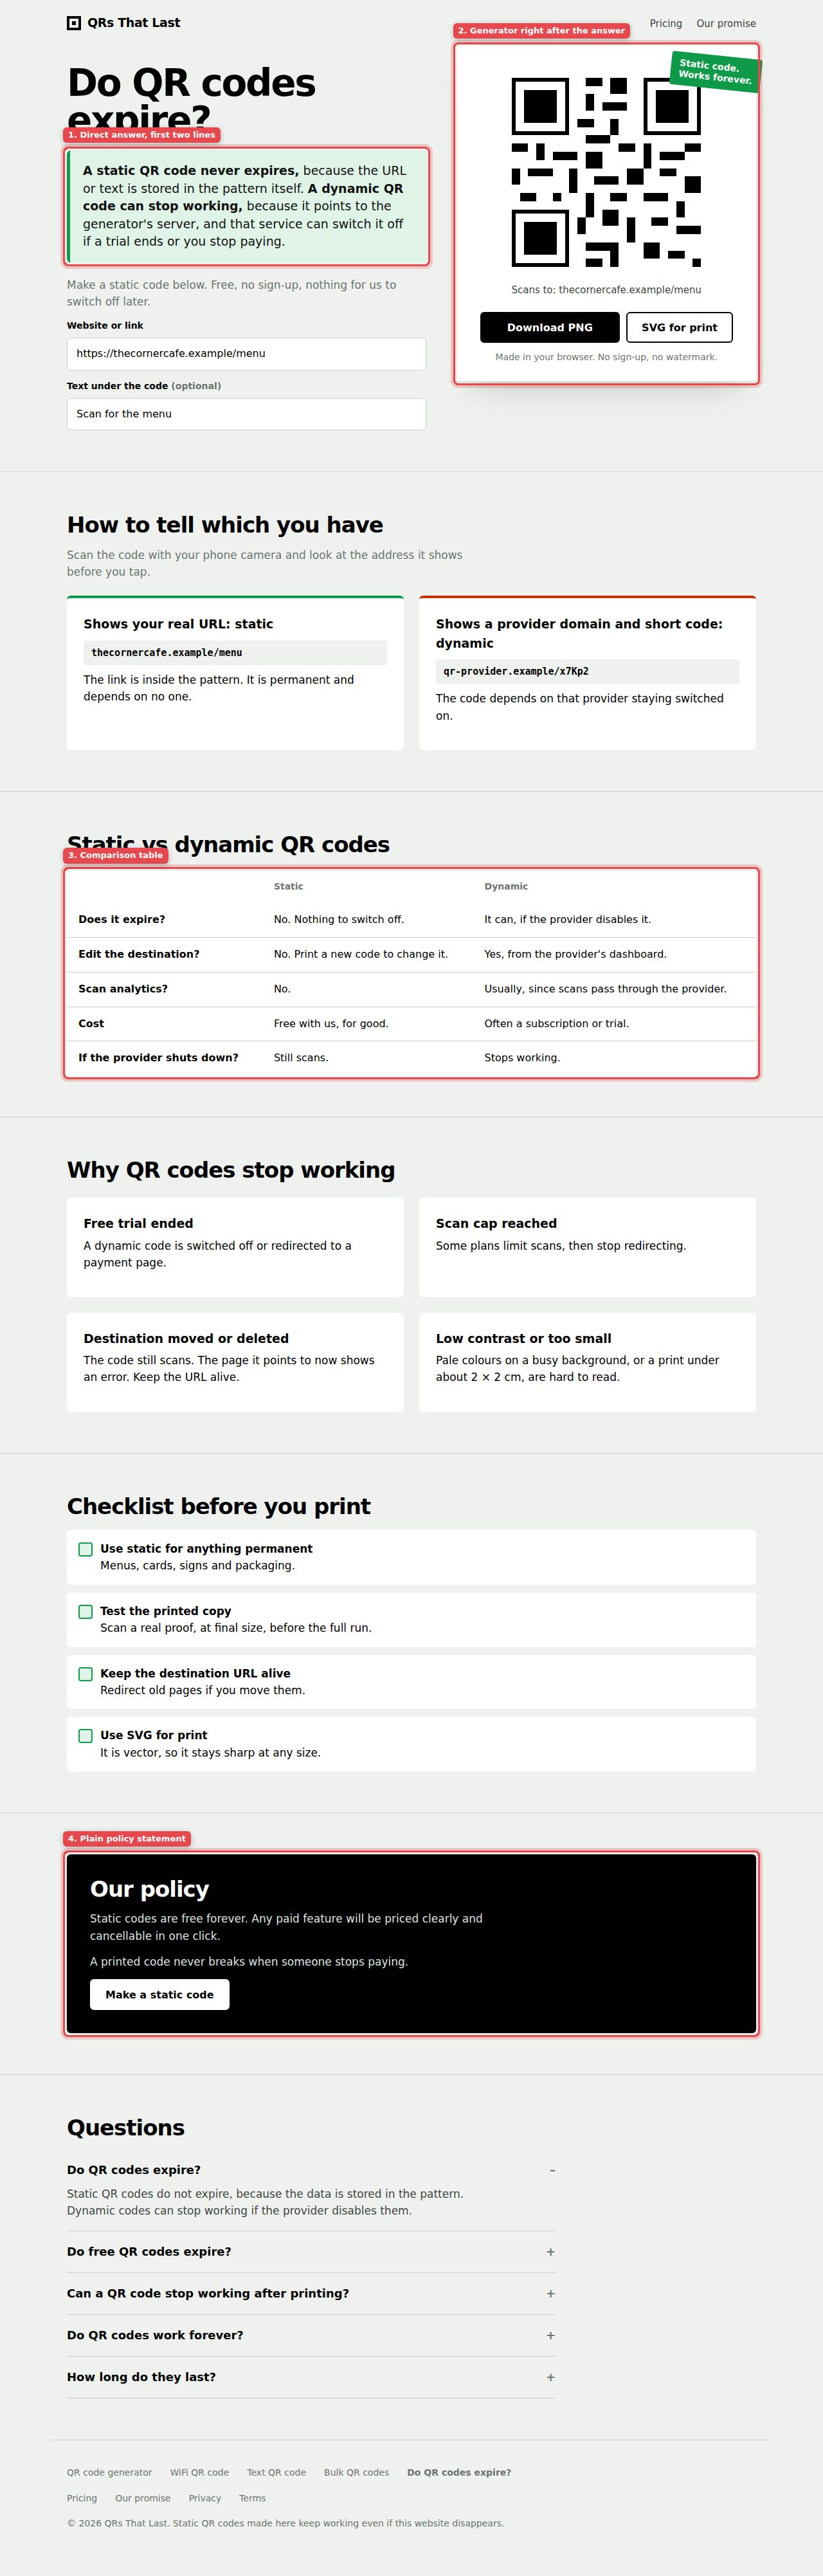 QRs That Last
Pricing
Our promise
2. Generator right after the answer
Do QR codes
expire?
1. Direct answer, first two lines
A static QR code never expires, because the URL
or text is stored in the pattern itself. A dynamic QR
code can stop working, because it points to the
generator's server, and that service can switch it off
if a trial ends or you stop paying.
Make a static code below. Free, no sign-up, nothing for us to
switch off later.
Website or link
https://thecornercafe.example/menu
Text under the code (optional)
Scan for the menu
Static code.
Works forever.
Scans to: thecornercafe.example/menu
Download PNG
SVG for print
Made in your browser. No sign-up, no watermark.
How to tell which you have
Scan the code with your phone camera and look at the address it shows
before you tap.
Shows your real URL: static
thecornercafe.example/menu
The link is inside the pattern. It is permanent and
depends on no one.
Shows a provider domain and short code:
dynamic
qr-provider.example/x7Kp2
The code depends on that provider staying switched
on.
Static vs dynamic QR codes
3. Comparison table
Static
Dynamic
Does it expire?
No. Nothing to switch off.
It can, if the provider disables it.
Edit the destination?
No. Print a new code to change it.
Yes, from the provider's dashboard.
Scan analytics?
No.
Usually, since scans pass through the provider.
Cost
Free with us, for good.
Often a subscription or trial.
If the provider shuts down?
Still scans.
Stops working.
Why QR codes stop working
Free trial ended
A dynamic code is switched off or redirected to a
payment page.
Scan cap reached
Some plans limit scans, then stop redirecting.
Destination moved or deleted
The code still scans. The page it points to now shows
an error. Keep the URL alive.
Low contrast or too small
Pale colours on a busy background, or a print under
about 2 × 2 cm, are hard to read.
Checklist before you print
Use static for anything permanent
Menus, cards, signs and packaging.
Test the printed copy
Scan a real proof, at final size, before the full run.
Keep the destination URL alive
Redirect old pages if you move them.
Use SVG for print
It is vector, so it stays sharp at any size.
4. Plain policy statement
Our policy
Static codes are free forever. Any paid feature will be priced clearly and
cancellable in one click.
A printed code never breaks when someone stops paying.
Make a static code
Questions
Do QR codes expire? –
Static QR codes do not expire, because the data is stored in the pattern.
Dynamic codes can stop working if the provider disables them.
Do free QR codes expire? +
Can a QR code stop working after printing? +
Do QR codes work forever? +
How long do they last? +
QR code generator
WiFi QR code
Text QR code
Bulk QR codes
Do QR codes expire?
Pricing
Our promise
Privacy
Terms
© 2026 QRs That Last. Static QR codes made here keep working even if this website disappears.